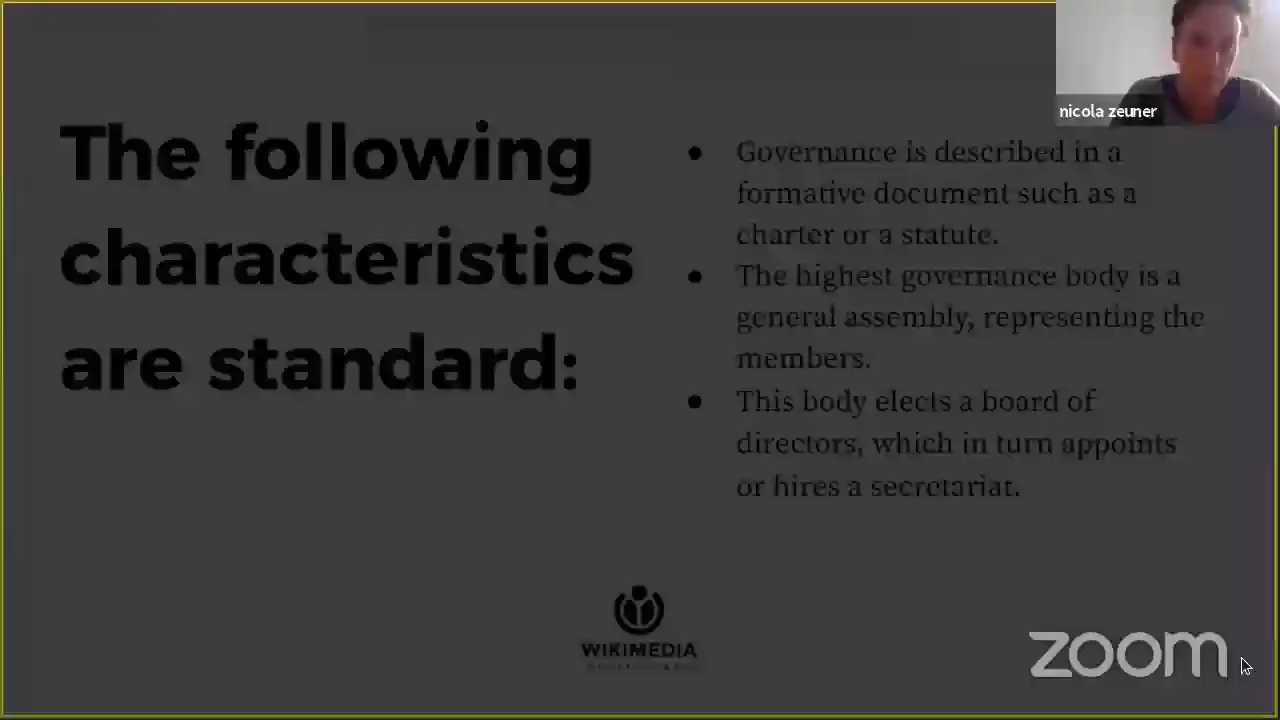 nicola zeuner
The following
characteristics
are standard:
● Governance is described in a
formative document such as a
charter or a statute.
● The highest governance body is a
general assembly, representing the
members.
● This body elects a board of
directors, which in turn appoints
or hires a secretariat.
WIKIMEDIA
zoom